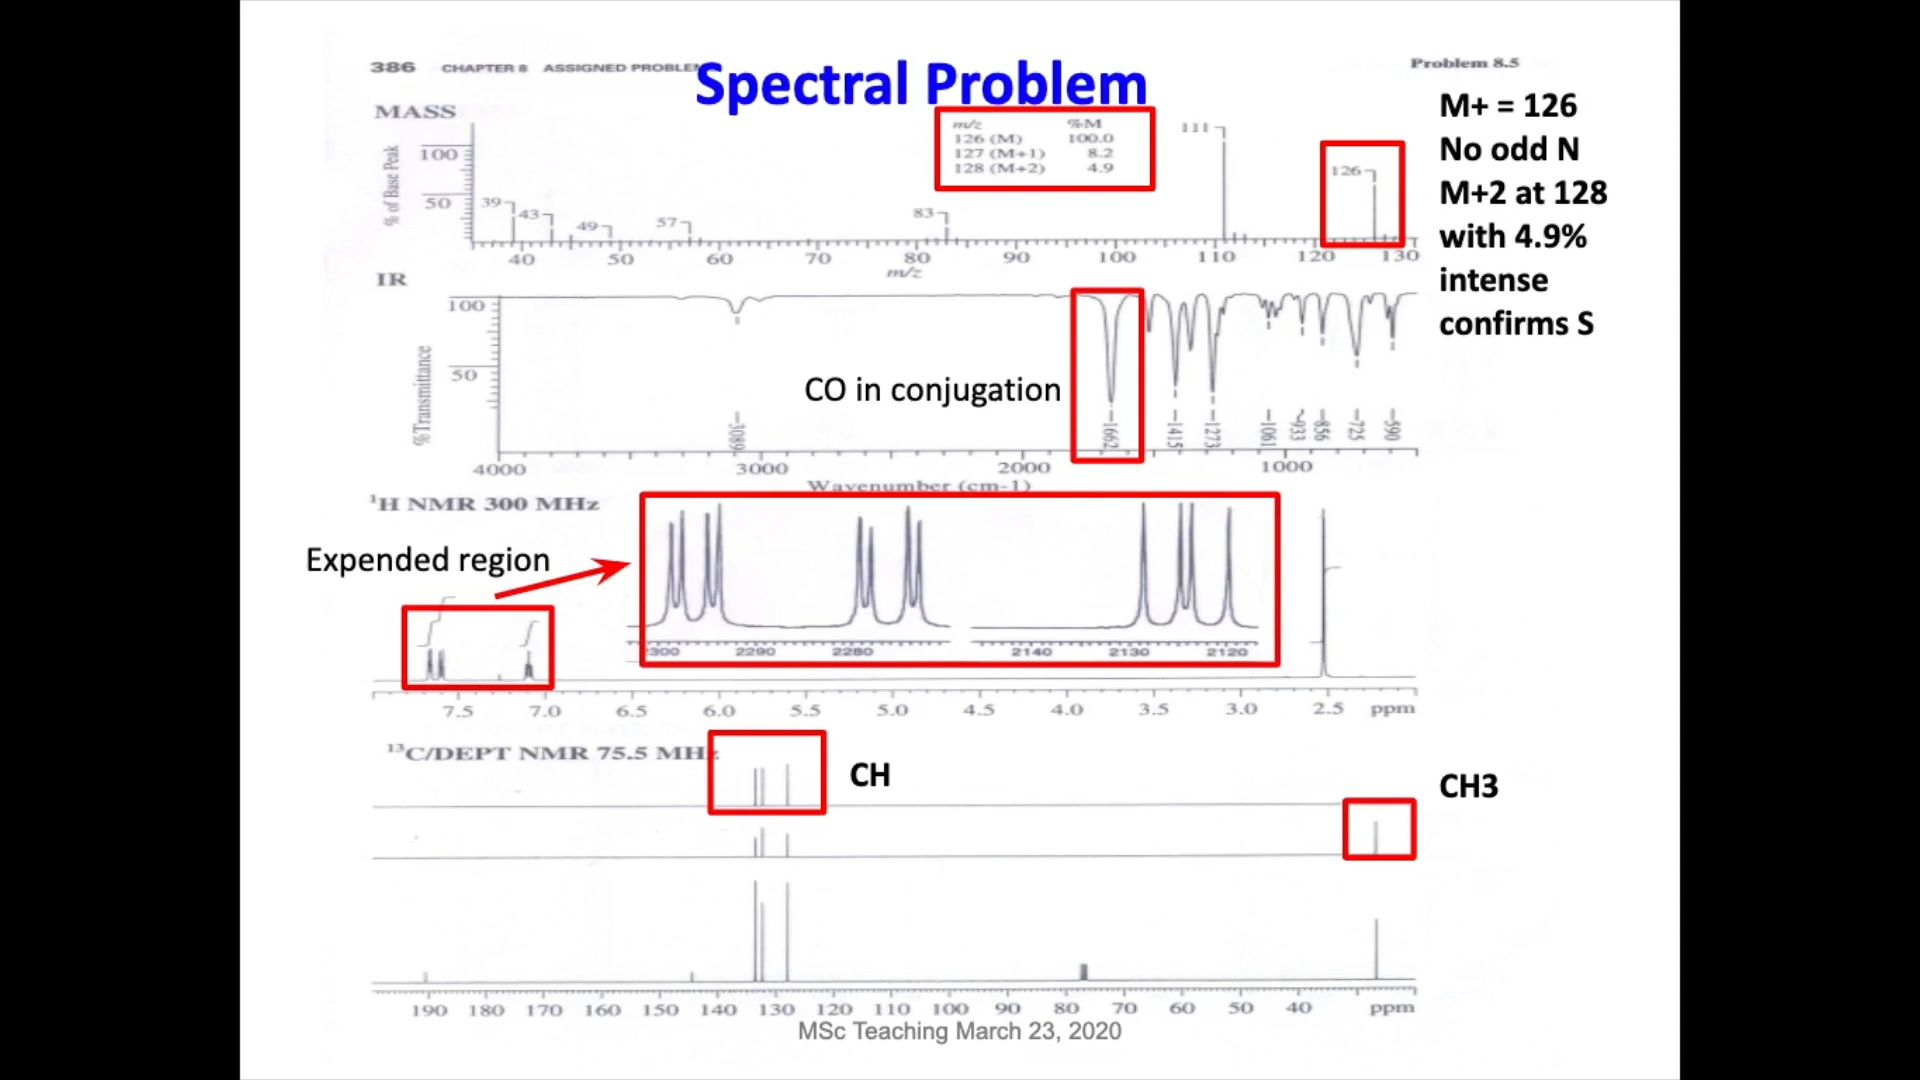 386 CHAPTER 8 ASSIGNED PROBLEM
Spectral Problem
Problem 8.5
MASS
m/z %M
126 (M) 100.0
127 (M+1) 8.2
128 (M+2) 4.9
M+ = 126
No odd N
M+2 at 128
with 4.9%
intense
confirms S
% of Base Peak
100
50
39
43
49
57
83
111
126
40 50 60 70 80 90 100 110 120 130
m/z
IR
%Transmittance
100
50
CO in conjugation
3089
1662
1415
1273
1061
933
856
725
590
4000 3000 2000 1000
Wavenumber (cm-1)
1H NMR 300 MHz
Expended region
2300 2290 2280 2140 2130 2120
7.5 7.0 6.5 6.0 5.5 5.0 4.5 4.0 3.5 3.0 2.5 ppm
13C/DEPT NMR 75.5 MHz
CH
CH3
190 180 170 160 150 140 130 120 110 100 90 80 70 60 50 40 ppm
MSc Teaching March 23, 2020